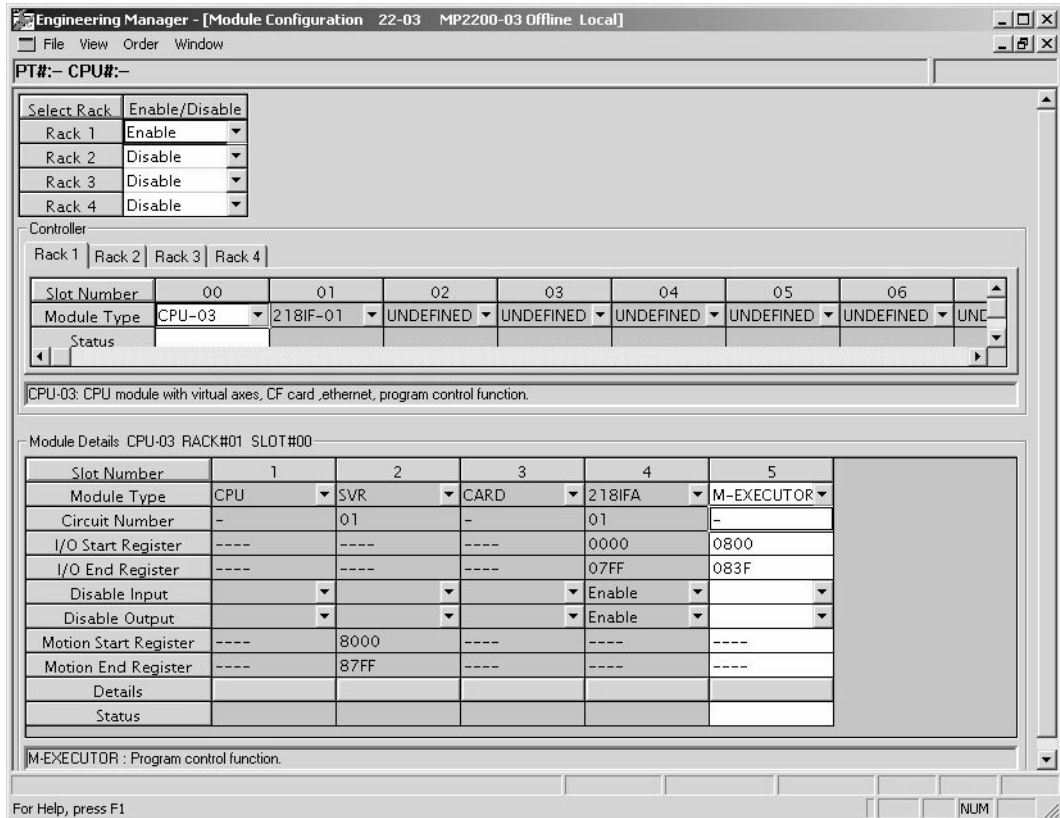 Engineering Manager - [Module Configuration 22-03 MP2200-03 Offline Local]
File View Order Window
PT#:– CPU#:–
Select Rack Enable/Disable
Rack 1 Enable
Rack 2 Disable
Rack 3 Disable
Rack 4 Disable
Controller
Rack 1 Rack 2 Rack 3 Rack 4
Slot Number 00 01 02 03 04 05 06
Module Type CPU-03 218IF-01 UNDEFINED UNDEFINED UNDEFINED UNDEFINED UNDEFINED UND
Status
CPU-03: CPU module with virtual axes, CF card ,ethernet, program control function.
Module Details CPU-03 RACK#01 SLOT#00
Slot Number 1 2 3 4 5
Module Type CPU SVR CARD 218IFA M-EXECUTOR
Circuit Number – 01 – 01 –
I/O Start Register ---- ---- ---- 0000 0800
I/O End Register ---- ---- ---- 07FF 083F
Disable Input Enable
Disable Output Enable
Motion Start Register ---- 8000 ---- ---- ----
Motion End Register ---- 87FF ---- ---- ----
Details
Status
M-EXECUTOR : Program control function.
For Help, press F1 NUM